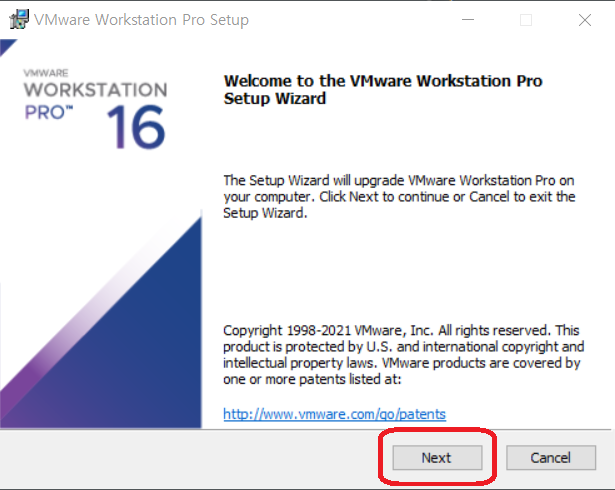 VMware Workstation Pro Setup
VMWARE
WORKSTATION
PRO™ 16
Welcome to the VMware Workstation Pro
Setup Wizard
The Setup Wizard will upgrade VMware Workstation Pro on
your computer. Click Next to continue or Cancel to exit the
Setup Wizard.
Copyright 1998-2021 VMware, Inc. All rights reserved. This
product is protected by U.S. and international copyright and
intellectual property laws. VMware products are covered by
one or more patents listed at:
http://www.vmware.com/go/patents
Next
Cancel